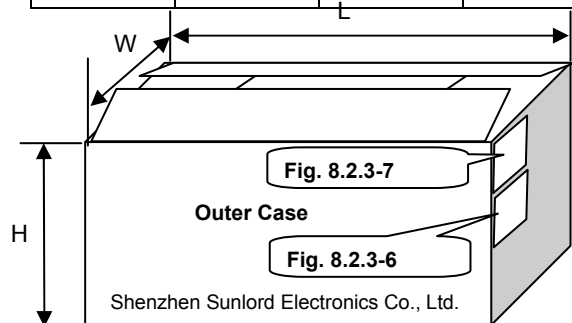 L
W
Fig. 8.2.3-7
Outer Case
H
Fig. 8.2.3-6
Shenzhen Sunlord Electronics Co., Ltd.